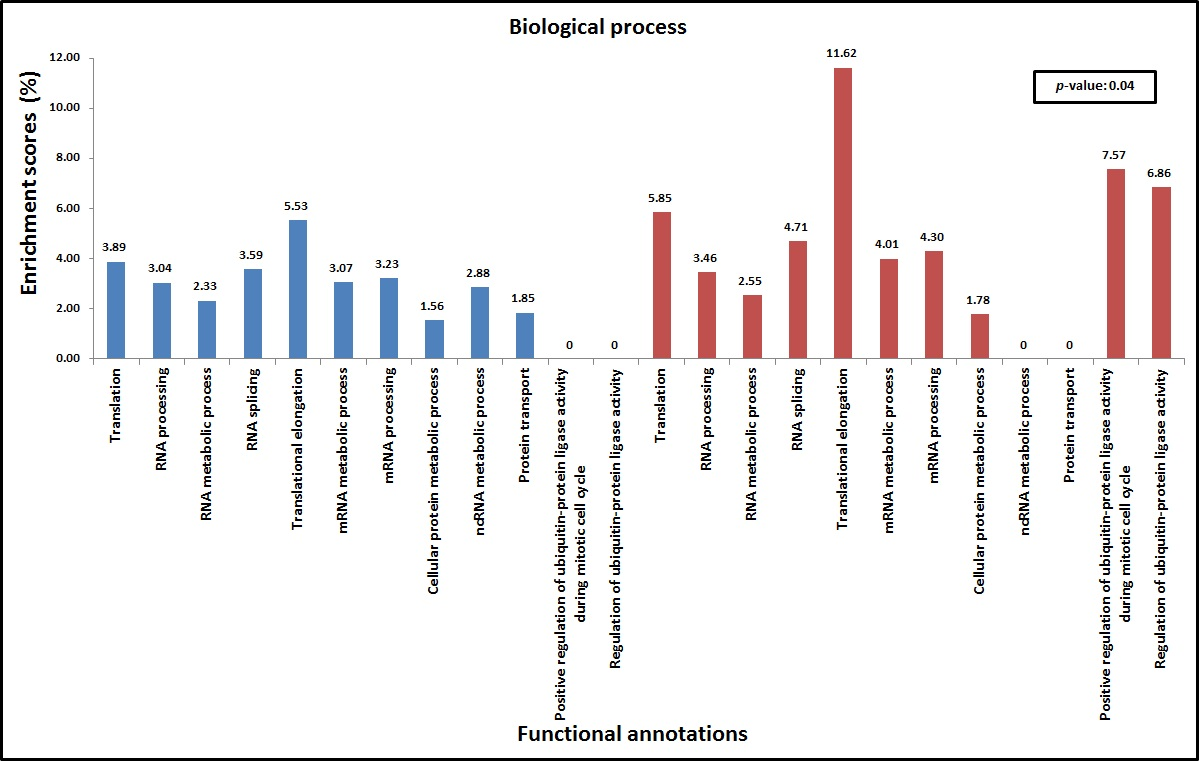 Biological process
Enrichment scores (%)
12.00
10.00
8.00
6.00
4.00
2.00
0.00
p-value: 0.04
3.89
3.04
2.33
3.59
5.53
3.07
3.23
1.56
2.88
1.85
0
0
5.85
3.46
2.55
4.71
11.62
4.01
4.30
1.78
0
0
7.57
6.86
Translation
RNA processing
RNA metabolic process
RNA splicing
Translational elongation
mRNA metabolic process
mRNA processing
Cellular protein metabolic process
ncRNA metabolic process
Protein transport
Positive regulation of ubiquitin-protein ligase activity
during mitotic cell cycle
Regulation of ubiquitin-protein ligase activity
Translation
RNA processing
RNA metabolic process
RNA splicing
Translational elongation
mRNA metabolic process
mRNA processing
Cellular protein metabolic process
ncRNA metabolic process
Protein transport
Positive regulation of ubiquitin-protein ligase activity
during mitotic cell cycle
Regulation of ubiquitin-protein ligase activity
Functional annotations